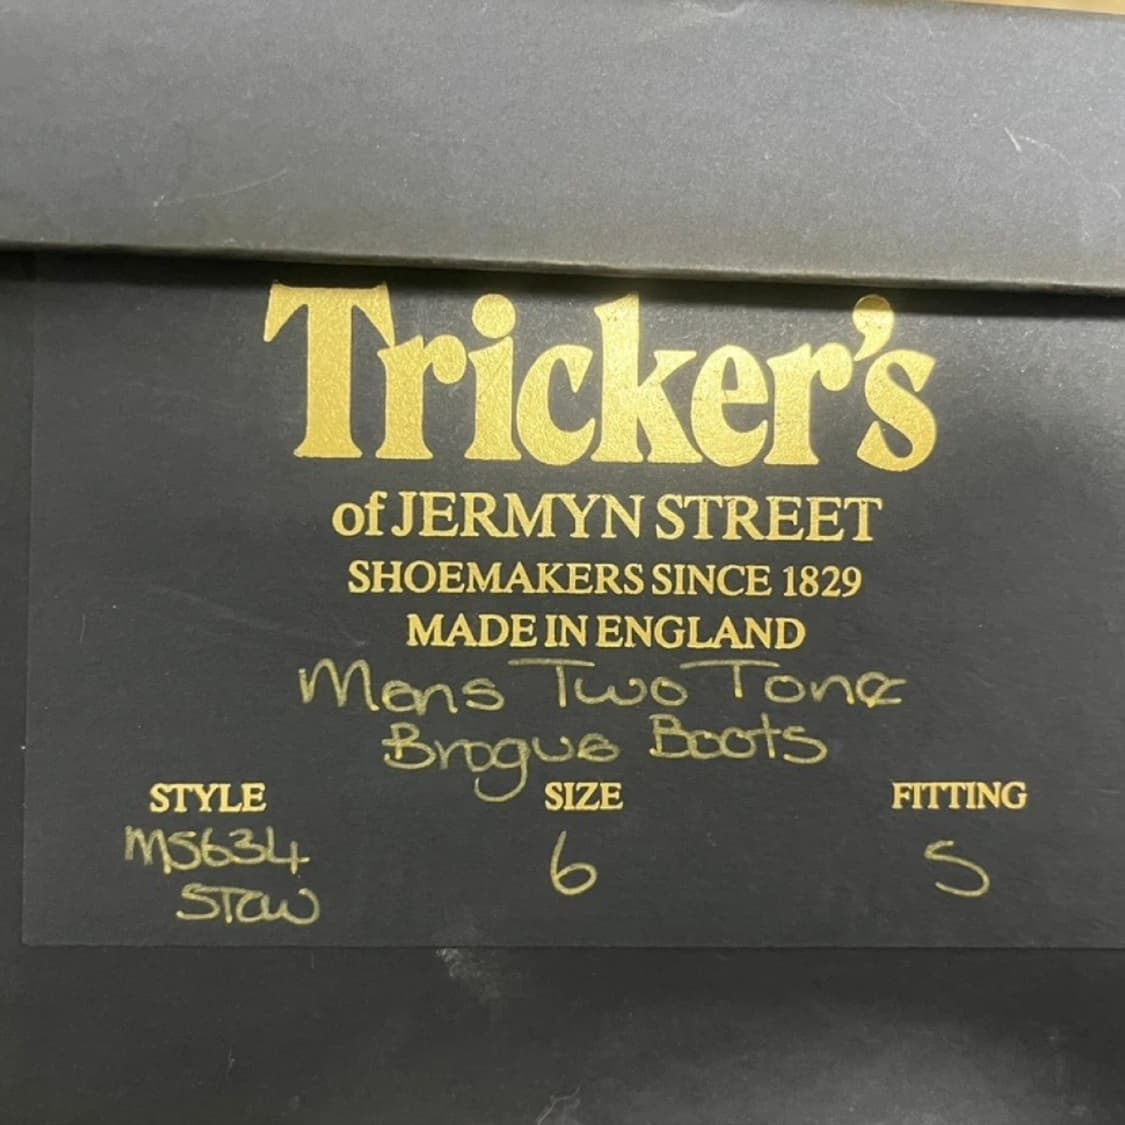 Tricker's
of JERMYN STREET
SHOEMAKERS SINCE 1829
MADE IN ENGLAND
Mens Two Tone
Brogue Boots
STYLE SIZE FITTING
MS634 6 5
STOW